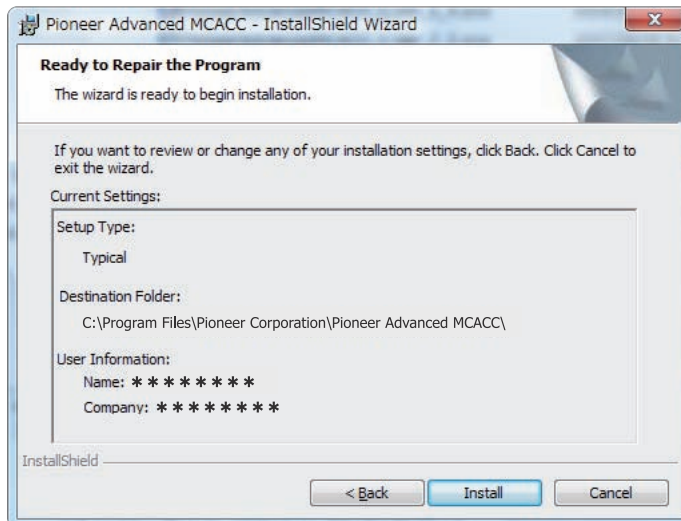 Pioneer Advanced MCACC - InstallShield Wizard
Ready to Repair the Program
The wizard is ready to begin installation.
If you want to review or change any of your installation settings, click Back. Click Cancel to
exit the wizard.
Current Settings:
Setup Type:
Typical
Destination Folder:
C:\Program Files\Pioneer Corporation\Pioneer Advanced MCACC\
User Information:
Name: ********
Company: ********
InstallShield
< Back
Install
Cancel